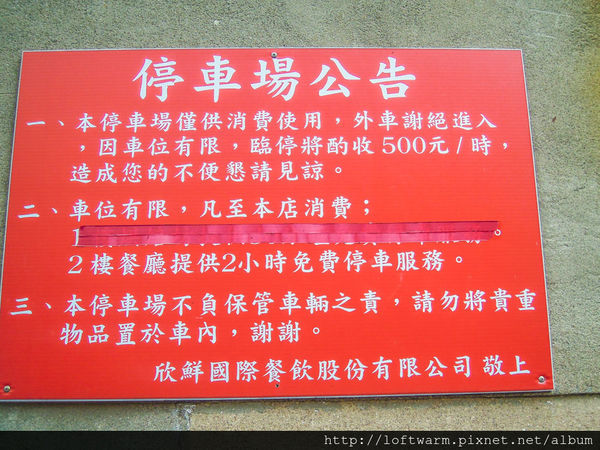 停車場公告
一、本停車場僅供消費使用，外車謝絕進入
，因車位有限，臨停將酌收500元/時，
造成您的不便懇請見諒。
二、車位有限，凡至本店消費；
2樓餐廳提供2小時免費停車服務。
三、本停車場不負保管車輛之責，請勿將貴重
物品置於車內，謝謝。
欣鮮國際餐飲股份有限公司 敬上
http://loftwarm.pixnet.net/album